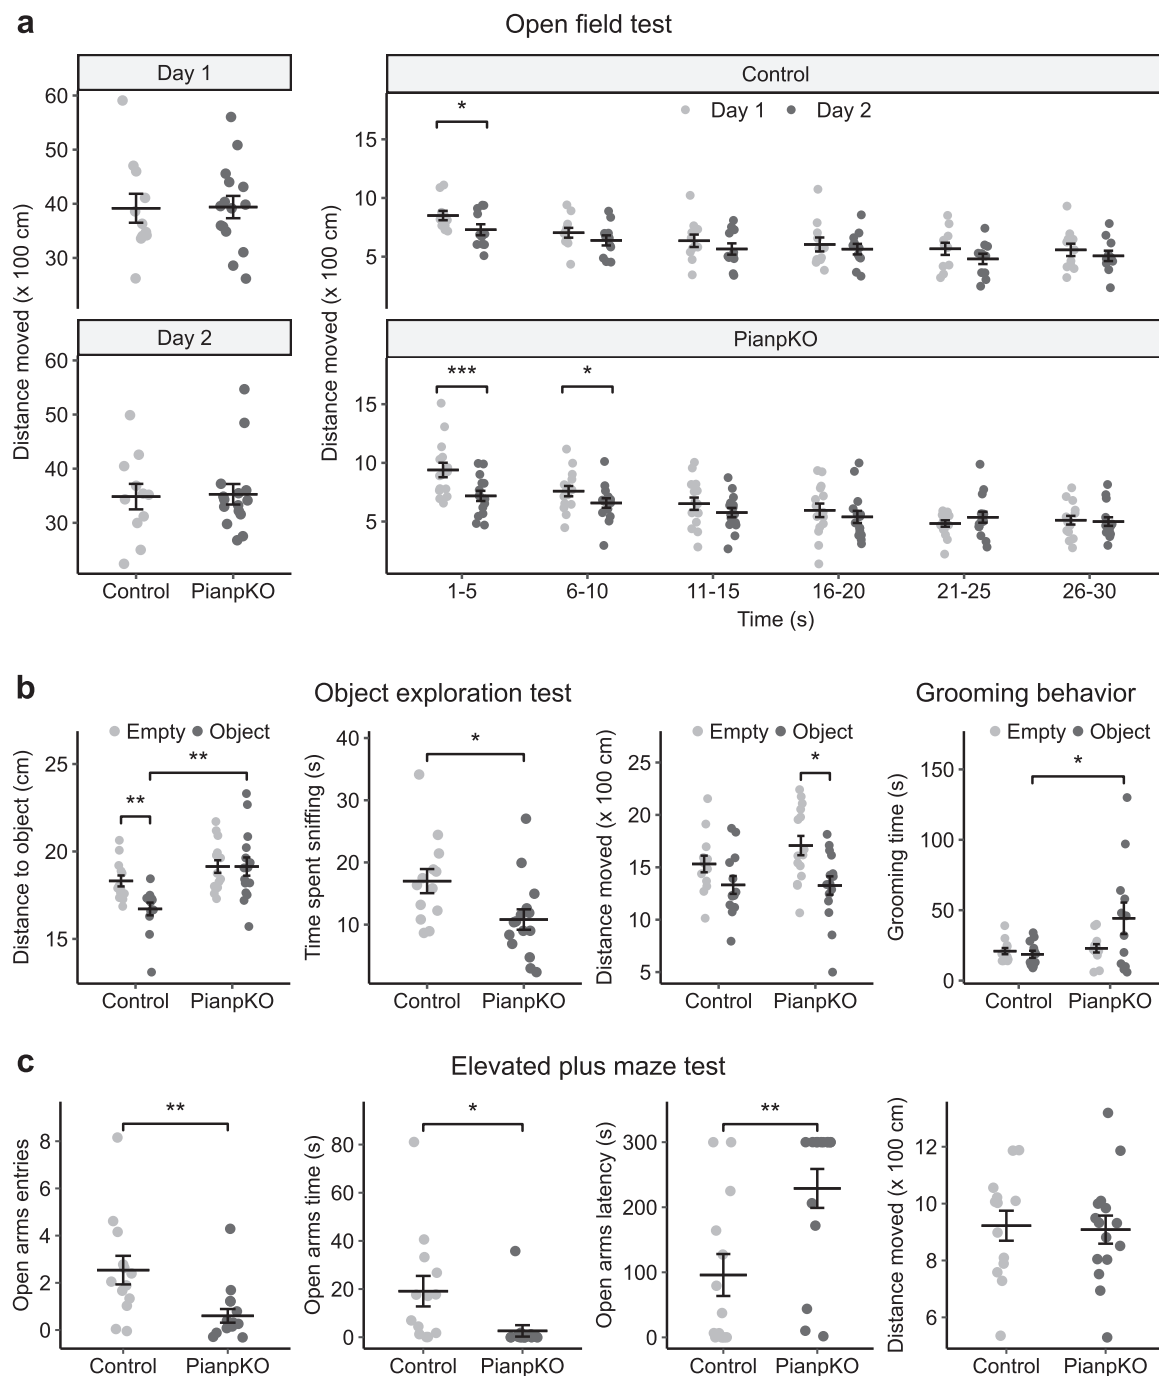 a
Open field test
Day 1
Control
60
50
40
30
Distance moved (x 100 cm)
Day 2
60
50
40
30
Control PianpKO
Distance moved (x 100 cm)
Day 1 Day 2
*
15
10
5
PianpKO
*** *
15
10
5
1-5 6-10 11-15 16-20 21-25 26-30
Time (s)
b
Object exploration test
Grooming behavior
Empty Object
Distance to object (cm)
25
20
15
** **
Control PianpKO
Time spent sniffing (s)
40
30
20
10
*
Control PianpKO
Empty Object
Distance moved (x 100 cm)
25
20
15
10
5
*
Control PianpKO
Empty Object
Grooming time (s)
150
100
50
0
*
Control PianpKO
c
Elevated plus maze test
Open arms entries
8
6
4
2
0
**
Control PianpKO
Open arms time (s)
80
60
40
20
0
*
Control PianpKO
Open arms latency (s)
300
200
100
0
**
Control PianpKO
Distance moved (x 100 cm)
12
10
8
6
Control PianpKO